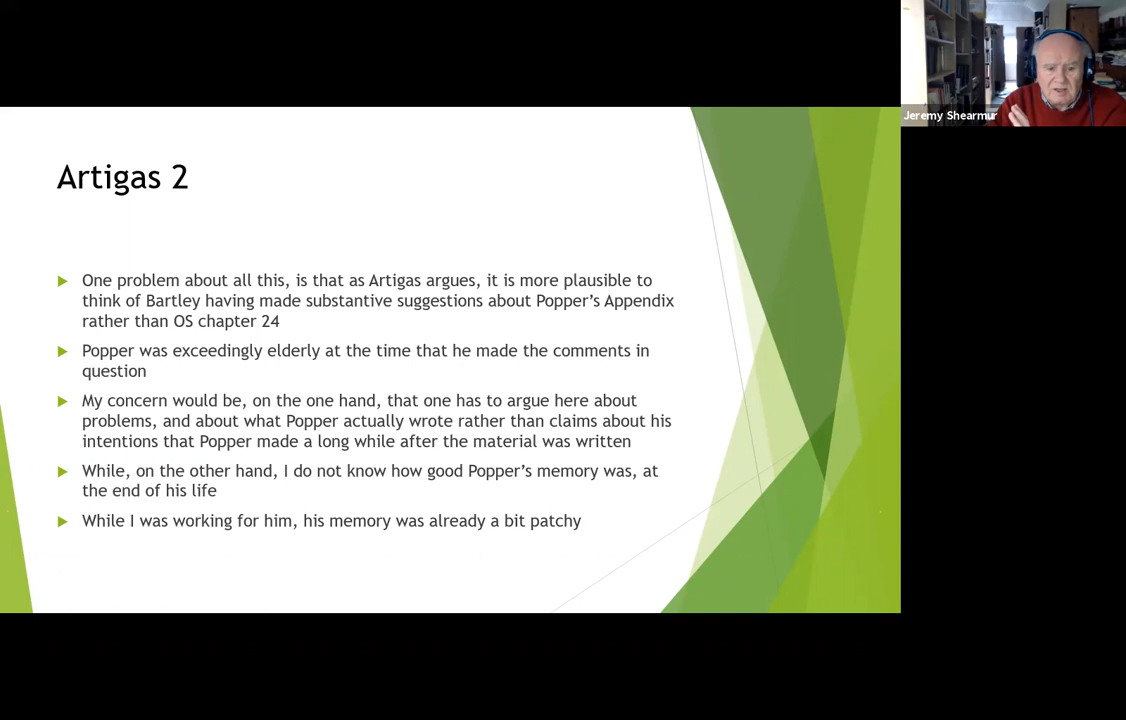 Jeremy Shearmur
Artigas 2
One problem about all this, is that as Artigas argues, it is more plausible to
think of Bartley having made substantive suggestions about Popper's Appendix
rather than OS chapter 24
Popper was exceedingly elderly at the time that he made the comments in
question
My concern would be, on the one hand, that one has to argue here about
problems, and about what Popper actually wrote rather than claims about his
intentions that Popper made a long while after the material was written
While, on the other hand, I do not know how good Popper's memory was, at
the end of his life
While I was working for him, his memory was already a bit patchy